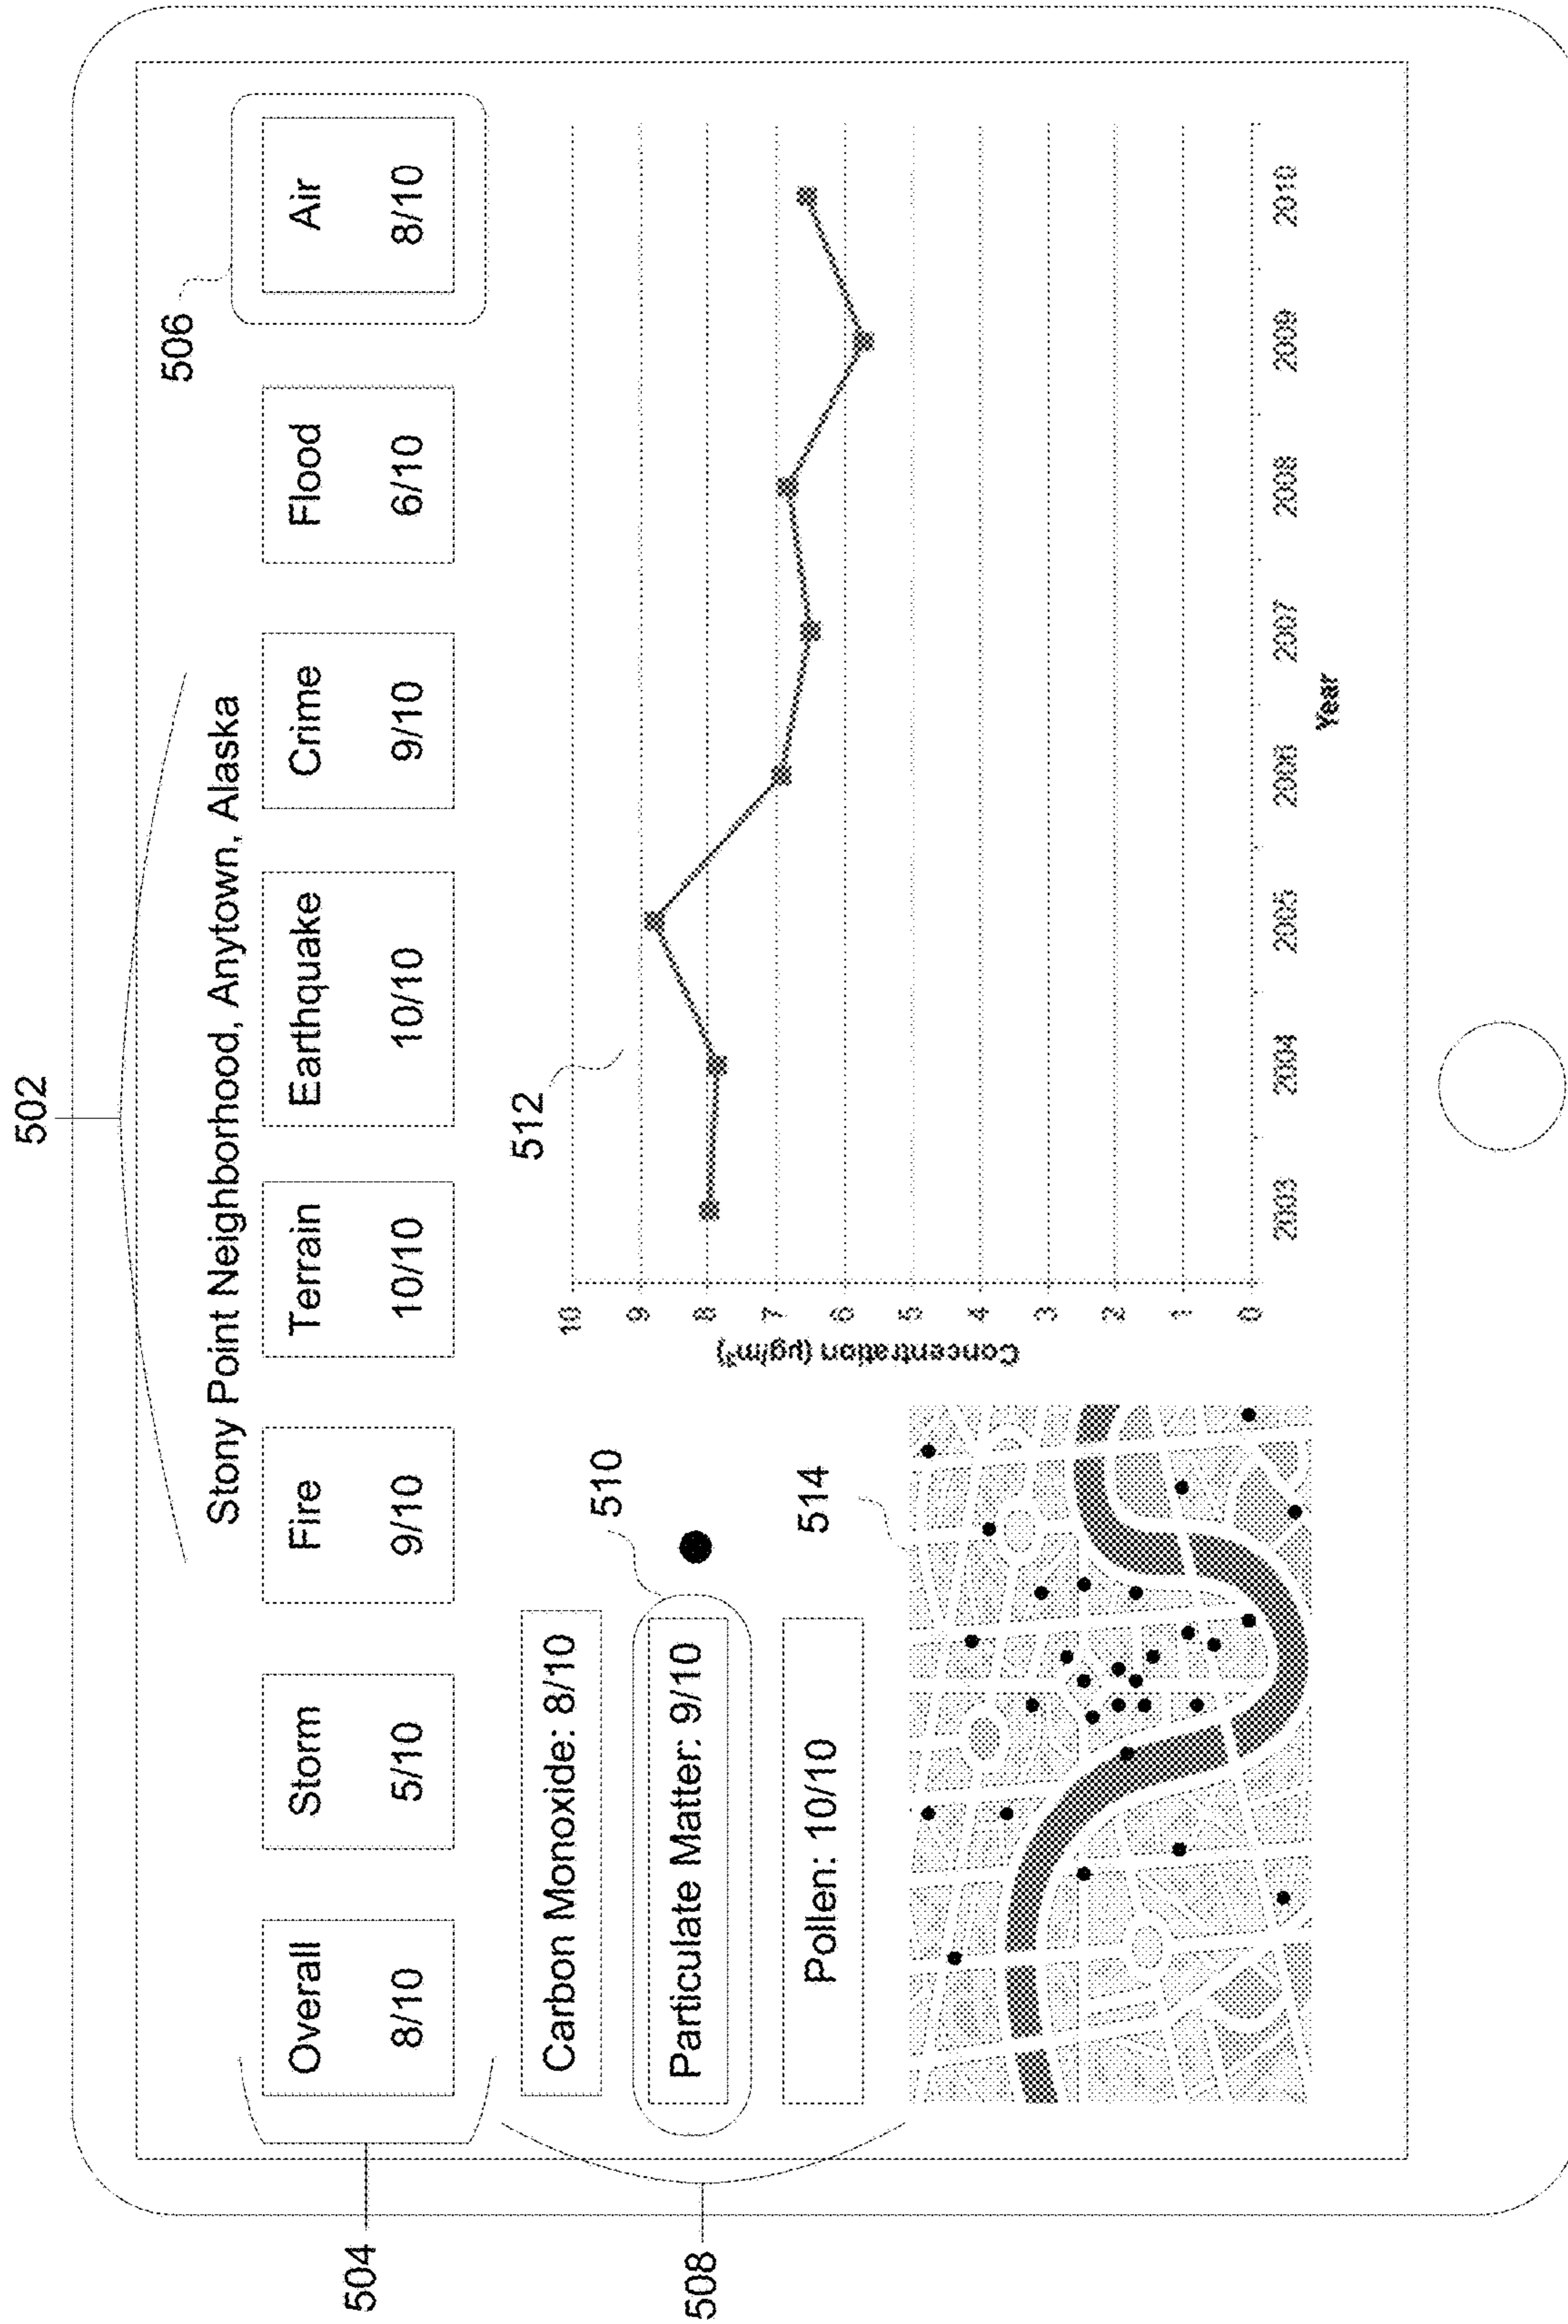 502
Stony Point Neighborhood, Anytown, Alaska
506
504
Overall
8/10
Storm
5/10
Fire
9/10
Terrain
10/10
Earthquake
10/10
Crime
9/10
Flood
6/10
Air
8/10
508
Carbon Monoxide: 8/10
510
Particulate Matter: 9/10
Pollen: 10/10
514
512
Concentration (µg/m³)
10
9
8
7
6
5
4
3
2
1
0
2003
2004
2005
2006
2007
2008
2009
2010
Year